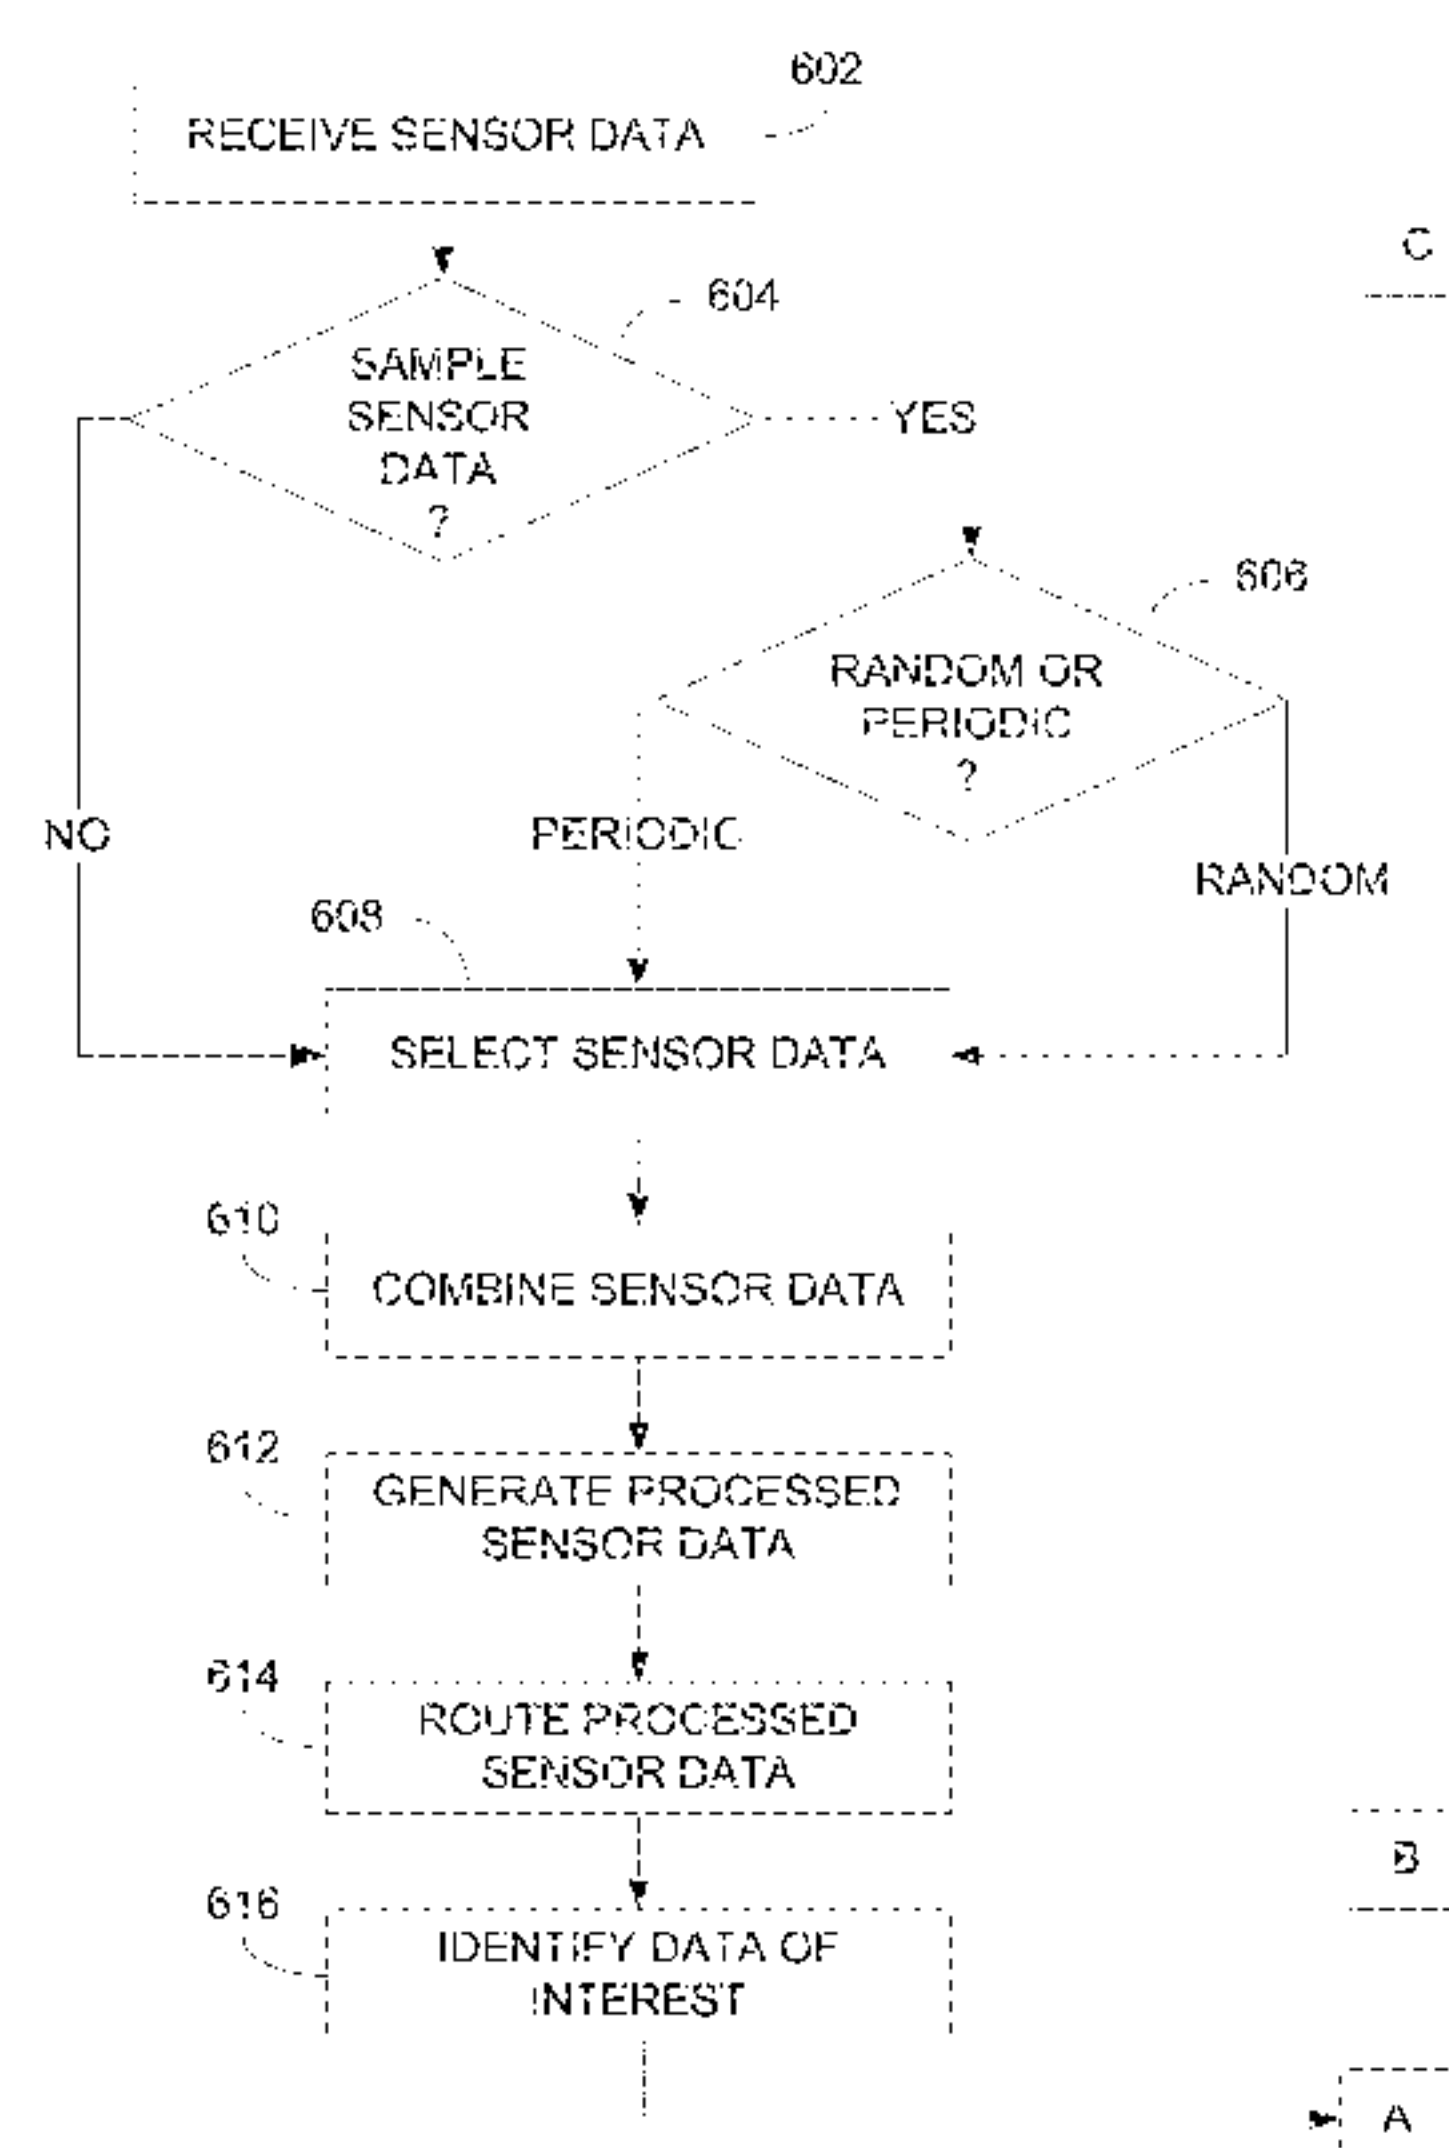 602
RECEIVE SENSOR DATA
C
604
SAMPLE
SENSOR
DATA
?
YES
606
RANDOM OR
PERIODIC
?
NO
PERIODIC
RANDOM
608
SELECT SENSOR DATA
610
COMBINE SENSOR DATA
612
GENERATE PROCESSED
SENSOR DATA
614
ROUTE PROCESSED
SENSOR DATA
B
616
IDENTIFY DATA OF
INTEREST
A